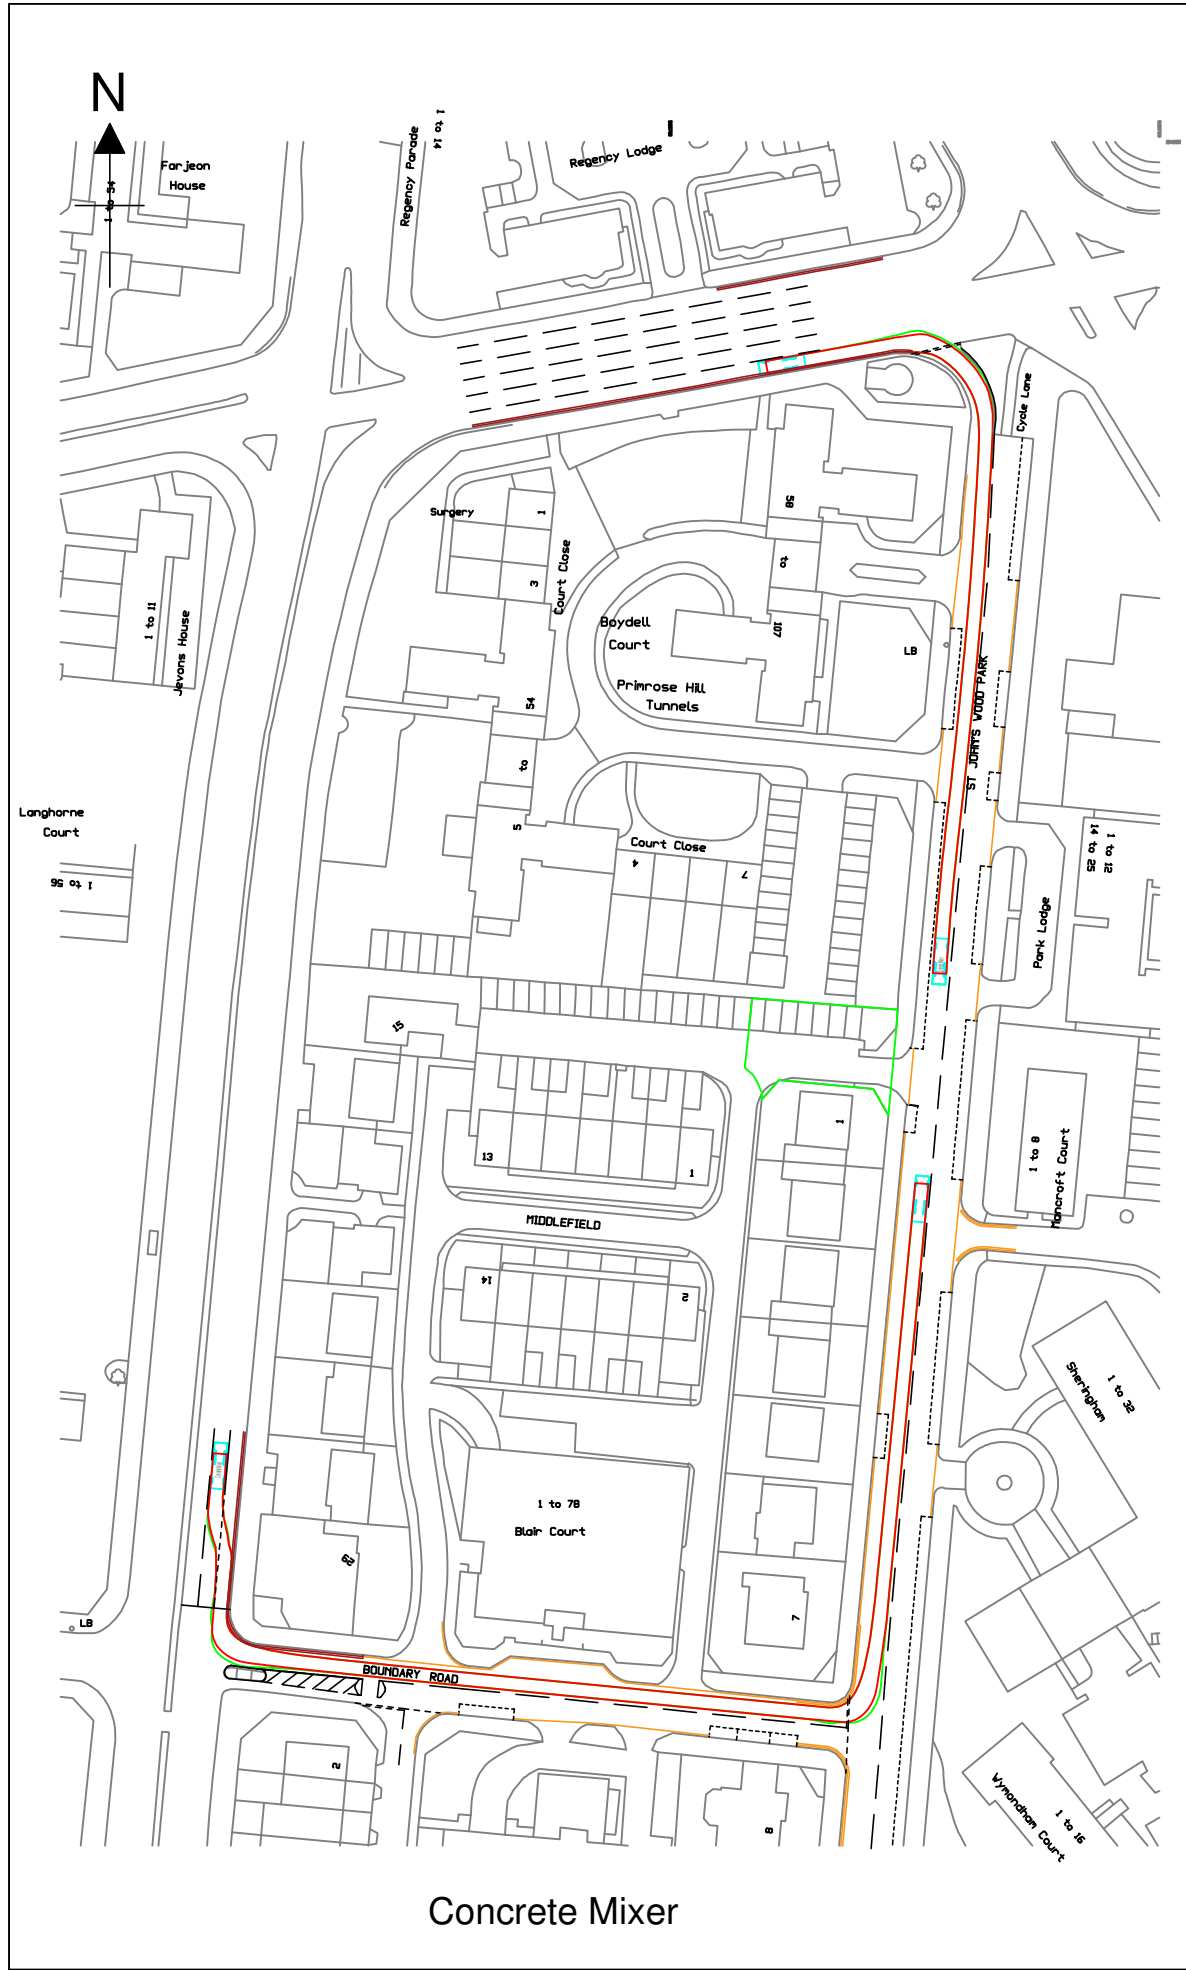 N
Farjeon
House
1 to 54
Regency Parade
1 to 14
Regency Lodge
Cycle Lane
Surgery
1
3
Court Close
58
to
107
Boydell
Court
LB
Primrose Hill
Tunnels
1 to 11
Jevons House
54
to
5
ST JOHN'S WOOD PARK
Langhorne
Court
1 to 56
Court Close
4
7
1 to 12
14 to 25
Park Lodge
15
1
13
1
1 to 8
Mancroft Court
MIDDLEFIELD
14
2
1 to 32
Sheringham
1 to 78
Blair Court
29
7
LB
BOUNDARY ROAD
2
8
Wymondham Court
1 to 16
Concrete Mixer